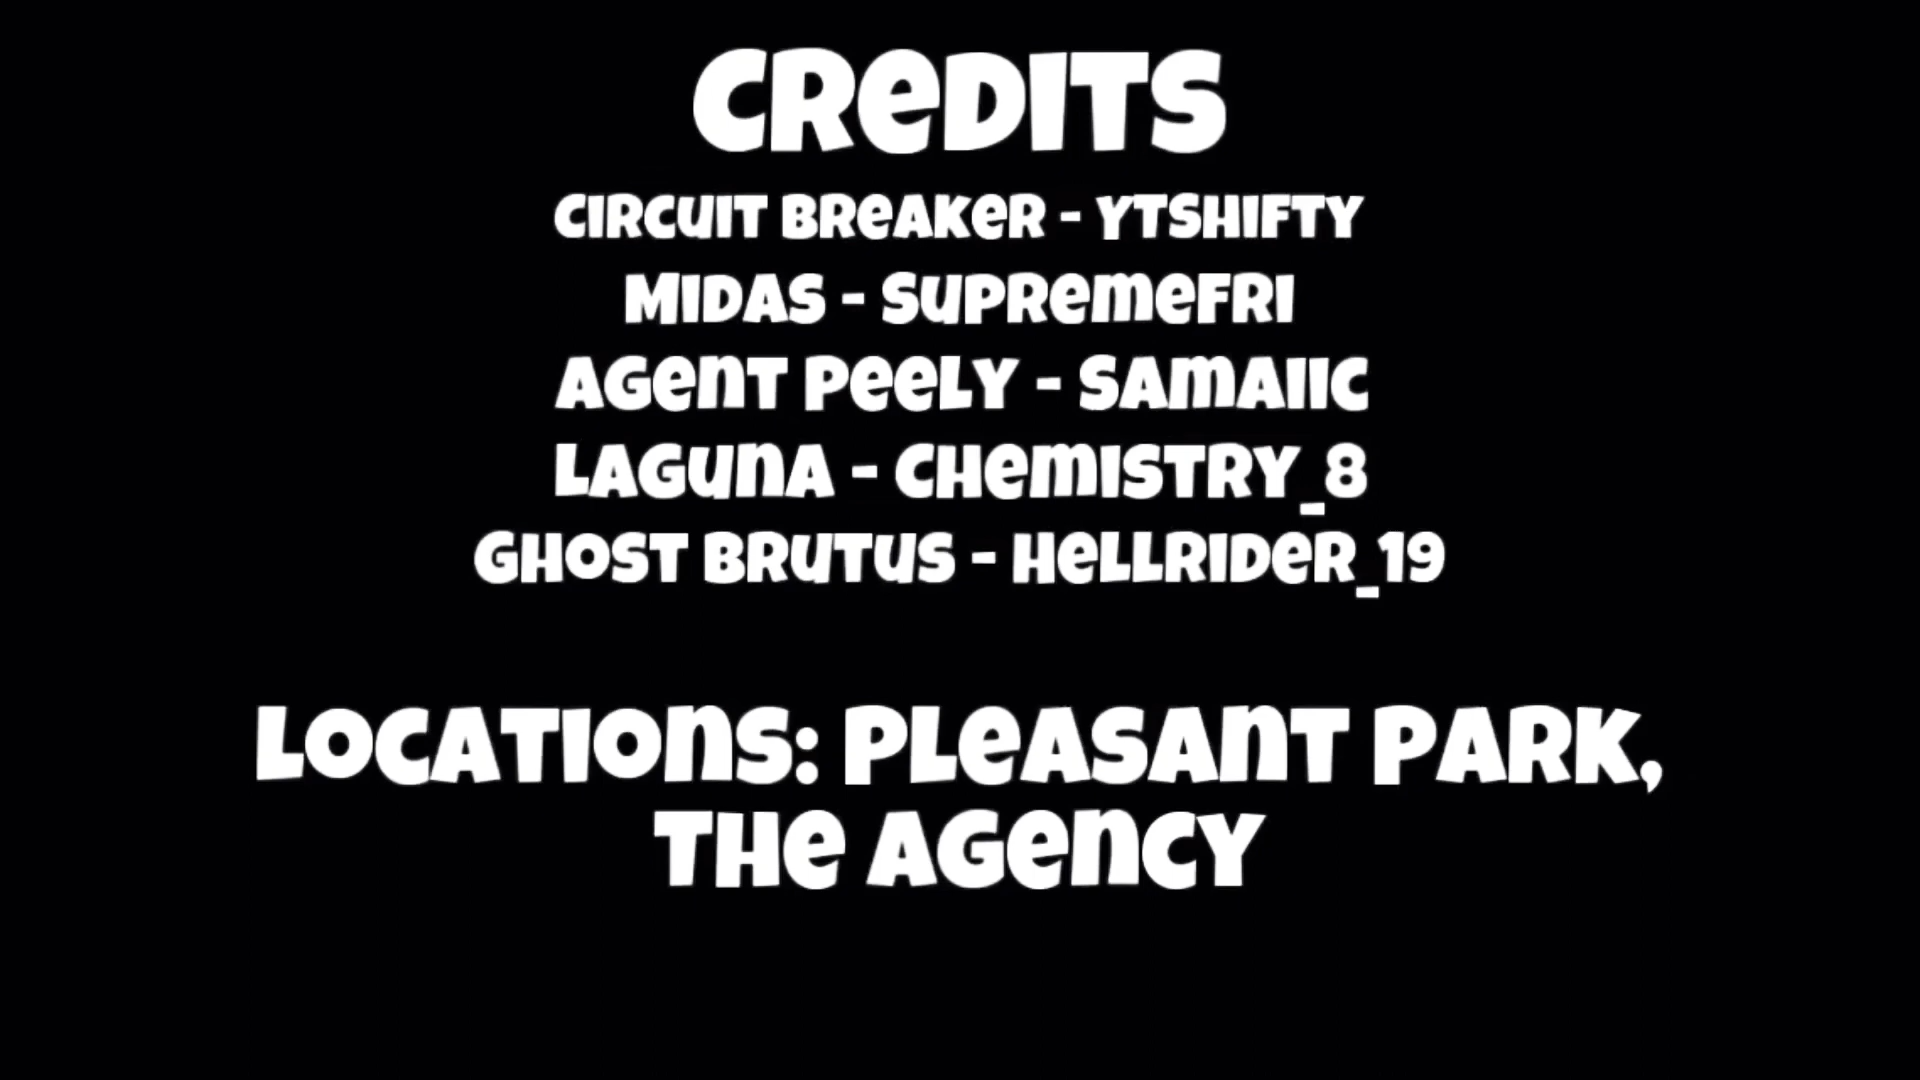 CREDITS
CIRCUIT BREAKER - YTSHIFTY
MIDAS - SUPREMEFRI
AGENT PEELY - SAMAIIC
LAGUNA - CHEMISTRY_8
GHOST BRUTUS - HELLRIDER_19
LOCATIONS: PLEASANT PARK,
THE AGENCY